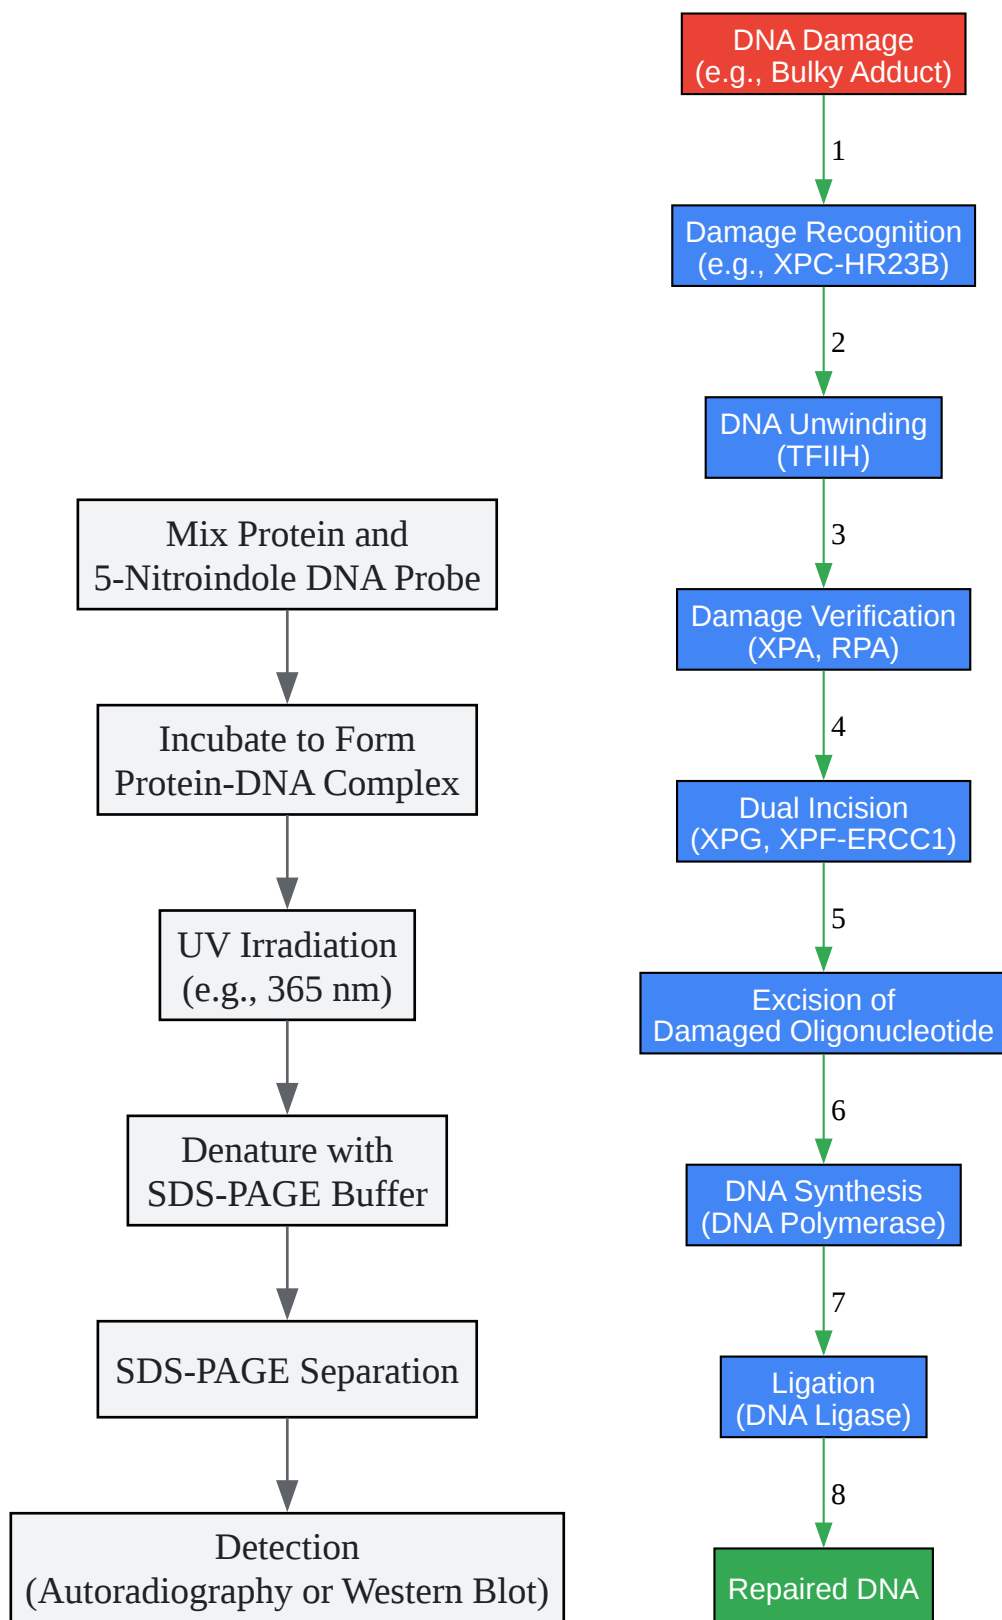 Mix Protein and
5-Nitroindole DNA Probe
Incubate to Form
Protein-DNA Complex
UV Irradiation
(e.g., 365 nm)
Denature with
SDS-PAGE Buffer
SDS-PAGE Separation
Detection
(Autoradiography or Western Blot)
DNA Damage
(e.g., Bulky Adduct)
1
Damage Recognition
(e.g., XPC-HR23B)
2
DNA Unwinding
(TFIIH)
3
Damage Verification
(XPA, RPA)
4
Dual Incision
(XPG, XPF-ERCC1)
5
Excision of
Damaged Oligonucleotide
6
DNA Synthesis
(DNA Polymerase)
7
Ligation
(DNA Ligase)
8
Repaired DNA